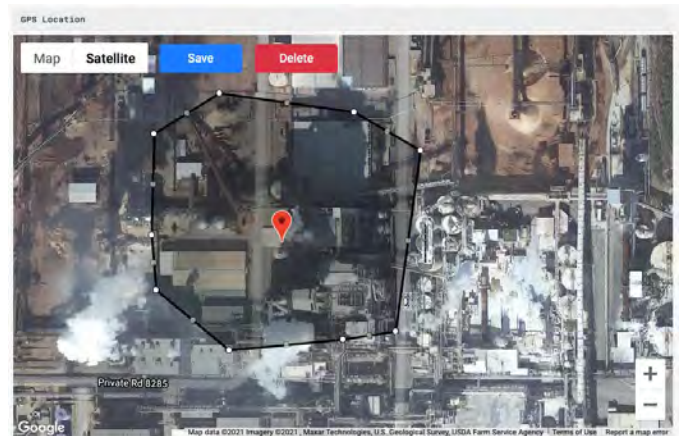 GPS Location
Map
Satellite
Save
Delete
Private Rd 8285
+
−
Google
Map data ©2021 Imagery ©2021 , Maxar Technologies, U.S. Geological Survey, USDA Farm Service Agency
Terms of Use
Report a map error